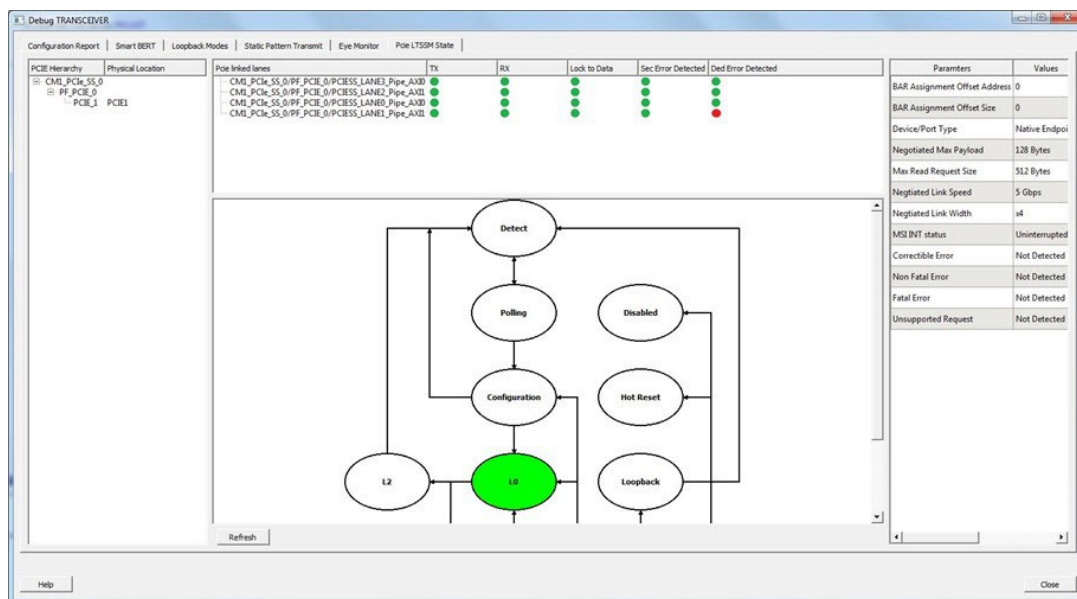 Debug TRANSCEIVER
Configuration Report | Smart BERT | Loopback Modes | Static Pattern Transmit | Eye Monitor | Pcie LTSSM State
PCIE Hierarchy Physical Location
CM1_PCIe_SS_0
PF_PCIE_0
PCIE_1 PCIE1
Pcie linked lanes TX RX Lock to Data Sec Error Detected Ded Error Detected
CM1_PCIe_SS_0/PF_PCIE_0/PCIESS_LANE3_Pipe_AXI0
CM1_PCIe_SS_0/PF_PCIE_0/PCIESS_LANE2_Pipe_AXI1
CM1_PCIe_SS_0/PF_PCIE_0/PCIESS_LANE0_Pipe_AXI0
CM1_PCIe_SS_0/PF_PCIE_0/PCIESS_LANE1_Pipe_AXI1
Detect
Polling
Disabled
Configuration
Hot Reset
L2
L0
Loopback
Refresh
Paramters Values
BAR Assignment Offset Address 0
BAR Assignment Offset Size 0
Device/Port Type Native Endpoi
Negotiated Max Payload 128 Bytes
Max Read Request Size 512 Bytes
Negtiated Link Speed 5 Gbps
Negtiated Link Width x4
MSI INT status Uninterrupted
Correctible Error Not Detected
Non Fatal Error Not Detected
Fatal Error Not Detected
Unsupported Request Not Detected
Help
Close